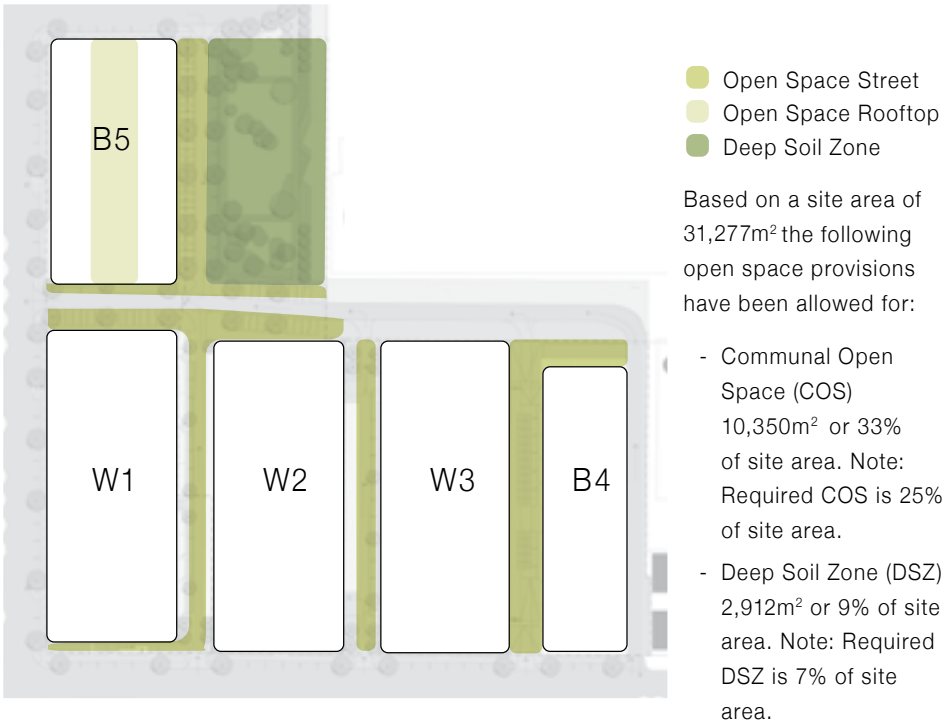 B5
W1
W2
W3
B4
Open Space Street
Open Space Rooftop
Deep Soil Zone
Based on a site area of
31,277m² the following
open space provisions
have been allowed for:
- Communal Open
Space (COS)
10,350m² or 33%
of site area. Note:
Required COS is 25%
of site area.
- Deep Soil Zone (DSZ)
2,912m² or 9% of site
area. Note: Required
DSZ is 7% of site
area.